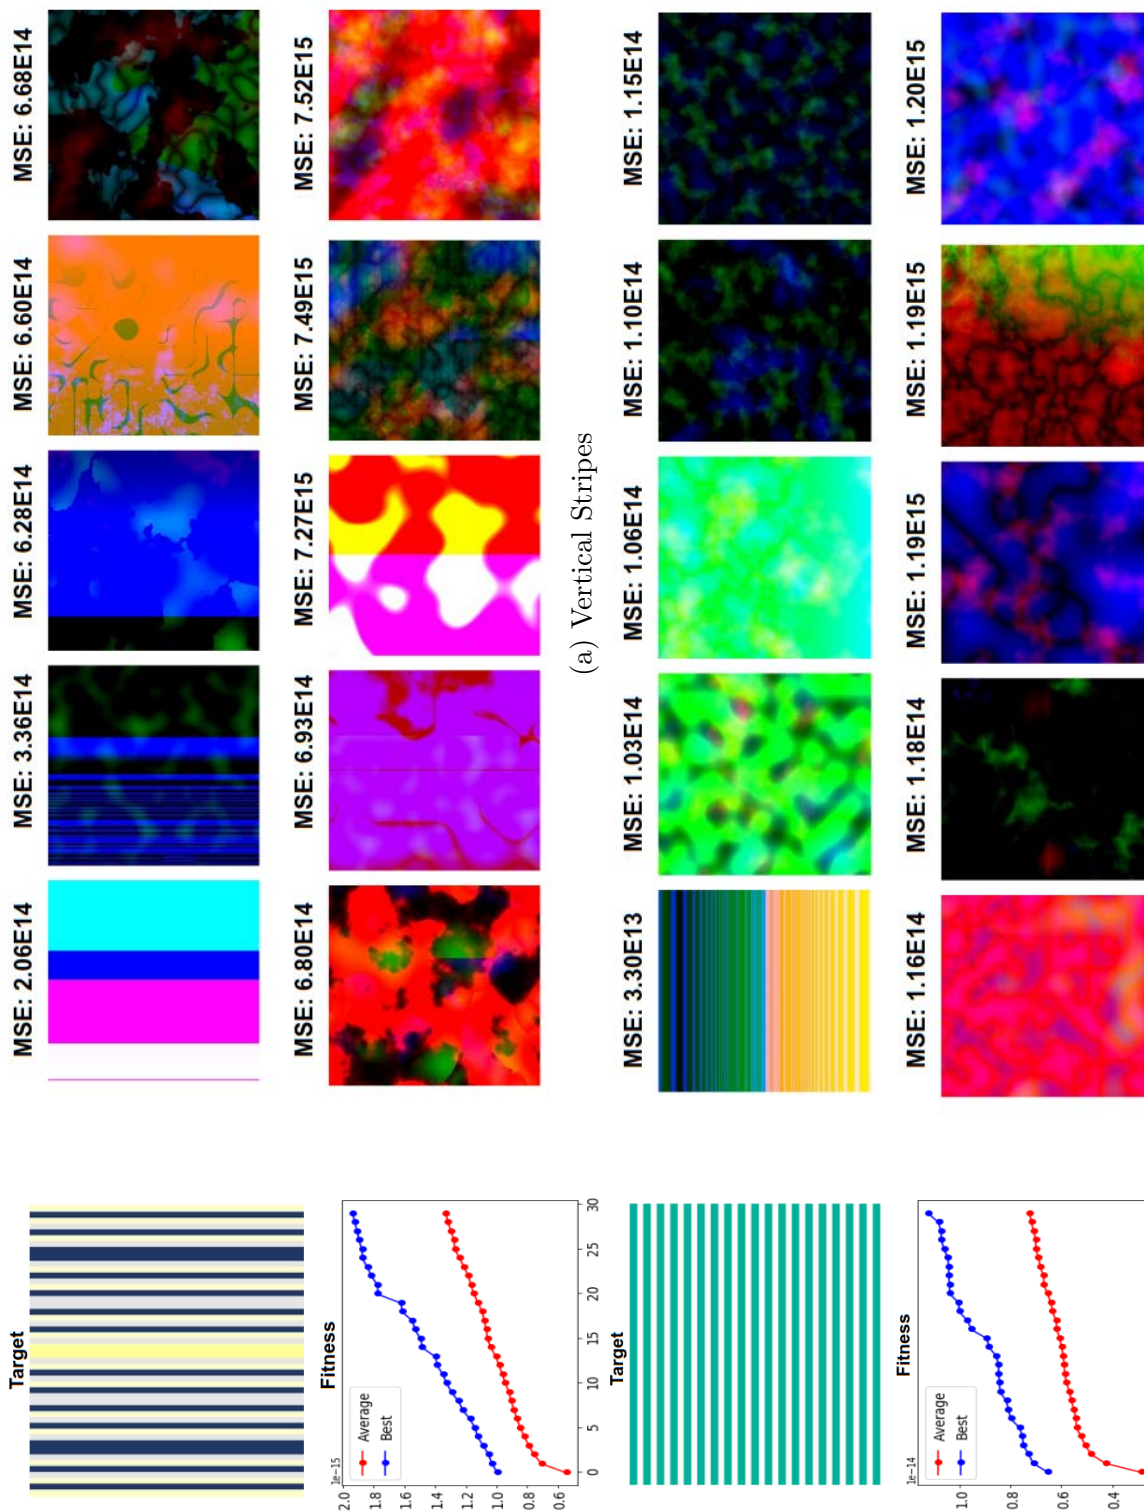 Target
MSE: 2.06E14
MSE: 3.36E14
MSE: 6.28E14
MSE: 6.60E14
MSE: 6.68E14
Fitness
1e-15
2.0
1.8
1.6
1.4
1.2
1.0
0.8
0.6
Average
Best
0
5
10
15
20
25
30
MSE: 6.80E14
MSE: 6.93E14
MSE: 7.27E15
MSE: 7.49E15
MSE: 7.52E15
(a) Vertical Stripes
Target
MSE: 3.30E13
MSE: 1.03E14
MSE: 1.06E14
MSE: 1.10E14
MSE: 1.15E14
Fitness
1e-14
1.0
0.8
0.6
0.4
Average
Best
MSE: 1.16E14
MSE: 1.18E14
MSE: 1.19E15
MSE: 1.19E15
MSE: 1.20E15